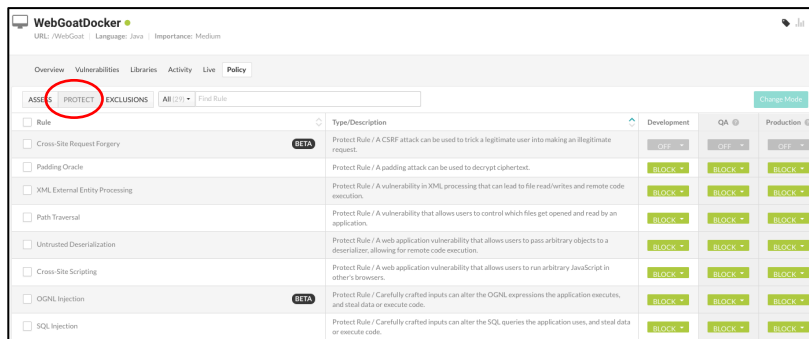 WebGoatDocker
URL: /WebGoat | Language: Java | Importance: Medium
Overview Vulnerabilities Libraries Activity Live Policy
ASSESS PROTECT EXCLUSIONS All (29) Find Rule Change Mode
Rule Type/Description Development QA Production
Cross-Site Request Forgery BETA Protect Rule / A CSRF attack can be used to trick a legitimate user into making an illegitimate
request. OFF OFF OFF
Padding Oracle Protect Rule / A padding attack can be used to decrypt ciphertext. BLOCK BLOCK BLOCK
XML External Entity Processing Protect Rule / A vulnerability in XML processing that can lead to file read/writes and remote code
execution. BLOCK BLOCK BLOCK
Path Traversal Protect Rule / A vulnerability that allows users to control which files get opened and read by an
application. BLOCK BLOCK BLOCK
Untrusted Deserialization Protect Rule / A web application vulnerability that allows users to pass arbitrary objects to a
deserializer, allowing for remote code execution. BLOCK BLOCK BLOCK
Cross-Site Scripting Protect Rule / A web application vulnerability that allows users to run arbitrary JavaScript in
other's browsers. BLOCK BLOCK BLOCK
OGNL Injection BETA Protect Rule / Carefully crafted inputs can alter the OGNL expressions the application executes,
and steal data or execute code. BLOCK BLOCK BLOCK
SQL Injection Protect Rule / Carefully crafted inputs can alter the SQL queries the application uses, and steal data
or execute code. BLOCK BLOCK BLOCK